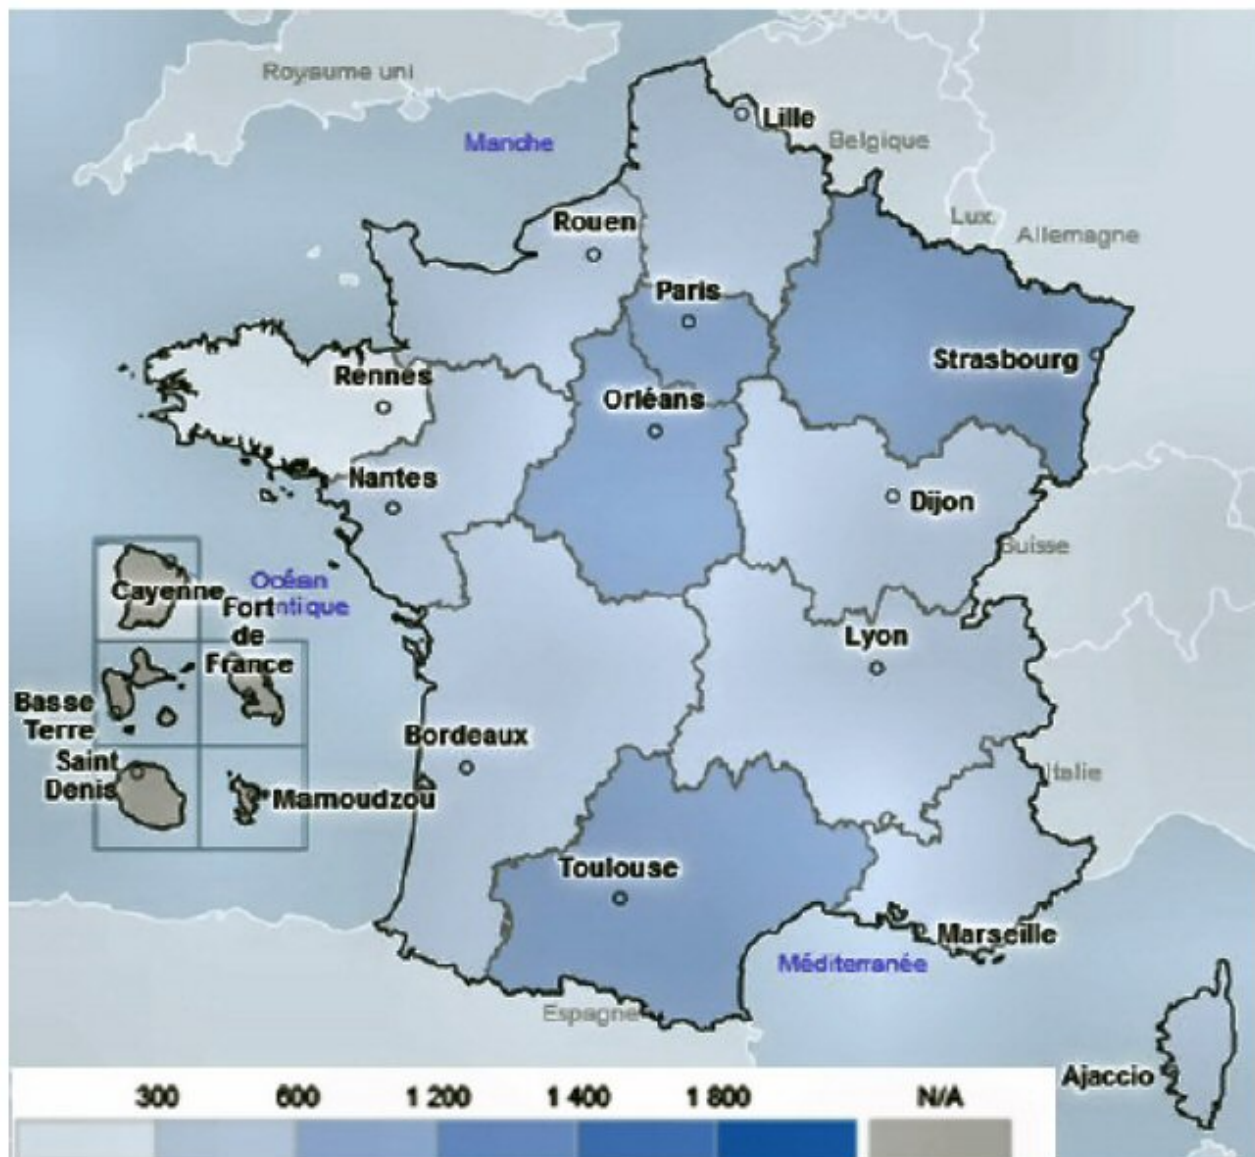 Royaume uni
Lille
Manche
Belgique
Rouen
Lux.
Allemagne
Paris
Strasbourg
Rennes
Orléans
Nantes
Dijon
Suisse
Océan
ntique
Cayenne
Fort
de
France
Lyon
Basse
Terre
Bordeaux
Saint
Denis
Mamoudzou
Italie
Toulouse
Marseille
Méditerranée
Espagne
Ajaccio
300 600 1 200 1 400 1 800 N/A